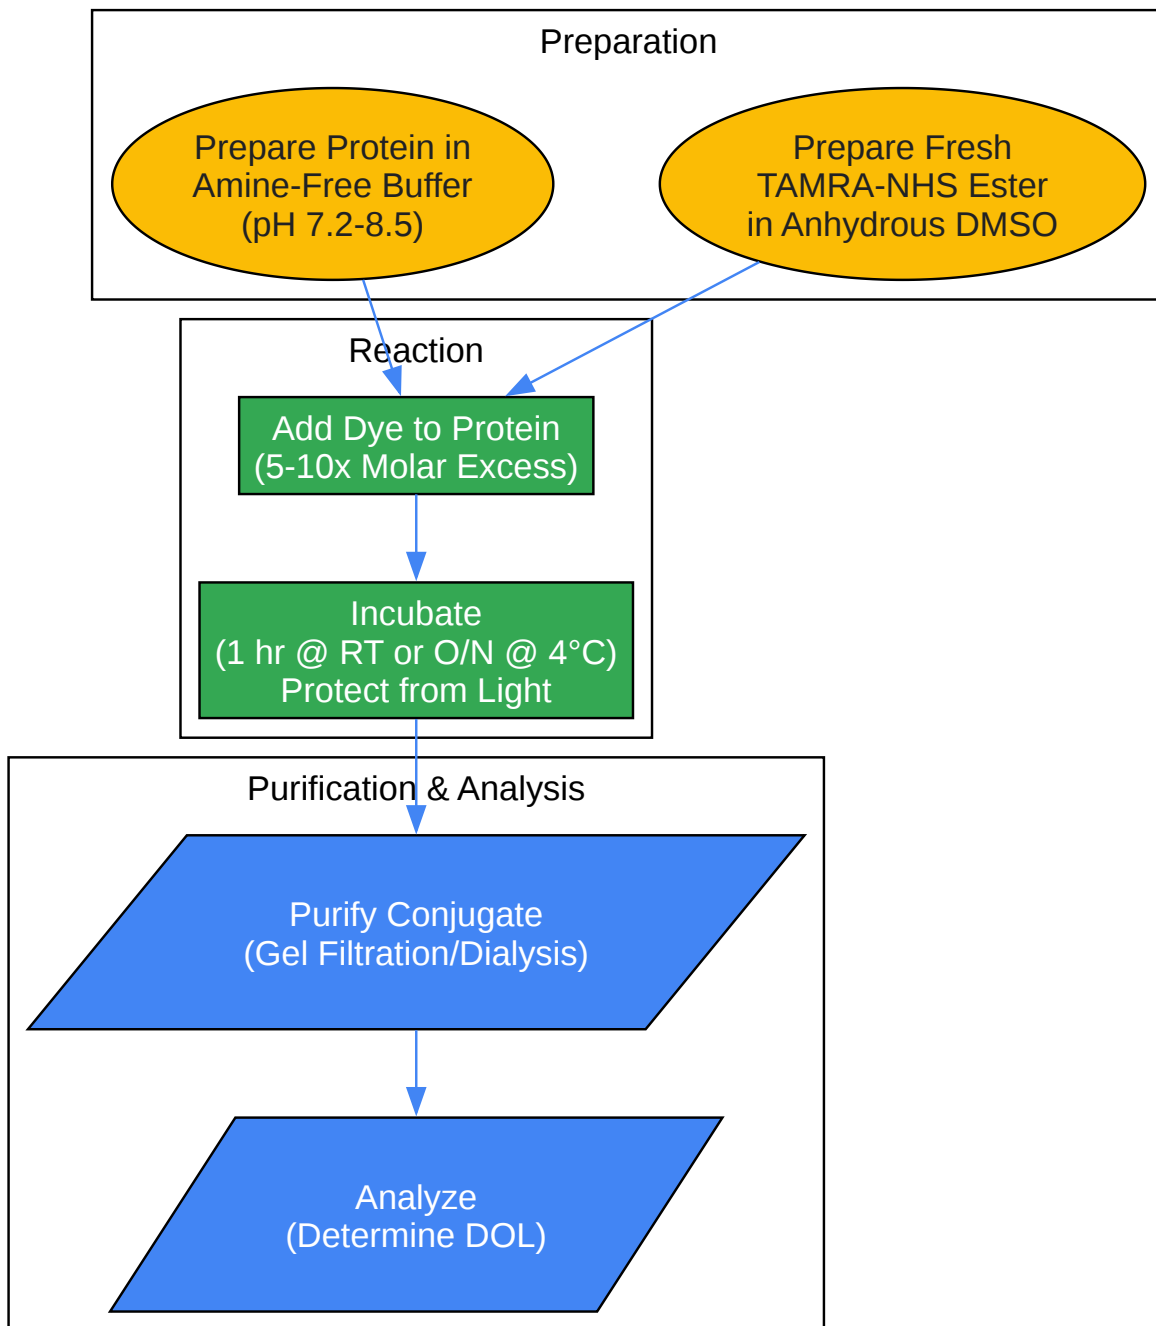 Preparation
Prepare Protein in
Amine-Free Buffer
(pH 7.2-8.5)
Prepare Fresh
TAMRA-NHS Ester
in Anhydrous DMSO
Reaction
Add Dye to Protein
(5-10x Molar Excess)
Incubate
(1 hr @ RT or O/N @ 4°C)
Protect from Light
Purification & Analysis
Purify Conjugate
(Gel Filtration/Dialysis)
Analyze
(Determine DOL)